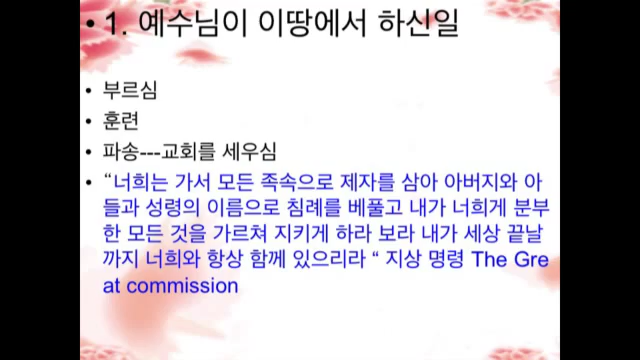 • 1. 예수님이 이땅에서 하신일
• 부르심
• 훈련
• 파송---교회를 세우심
• “너희는 가서 모든 족속으로 제자를 삼아 아버지와 아
들과 성령의 이름으로 침례를 베풀고 내가 너희게 분부
한 모든 것을 가르쳐 지키게 하라 보라 내가 세상 끝날
까지 너희와 항상 함께 있으리라 “ 지상 명령 The Gre
at commission